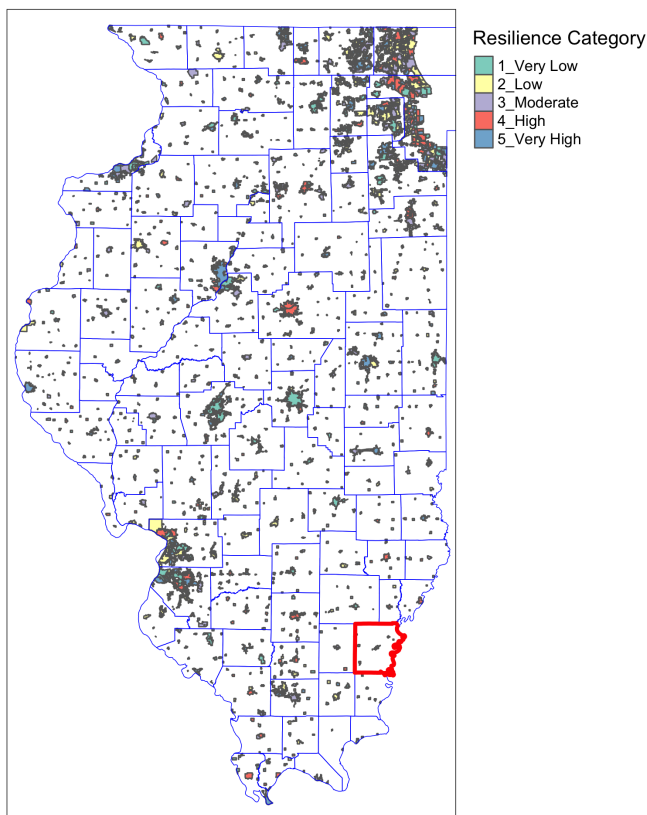 Resilience Category
1_Very Low
2_Low
3_Moderate
4_High
5_Very High